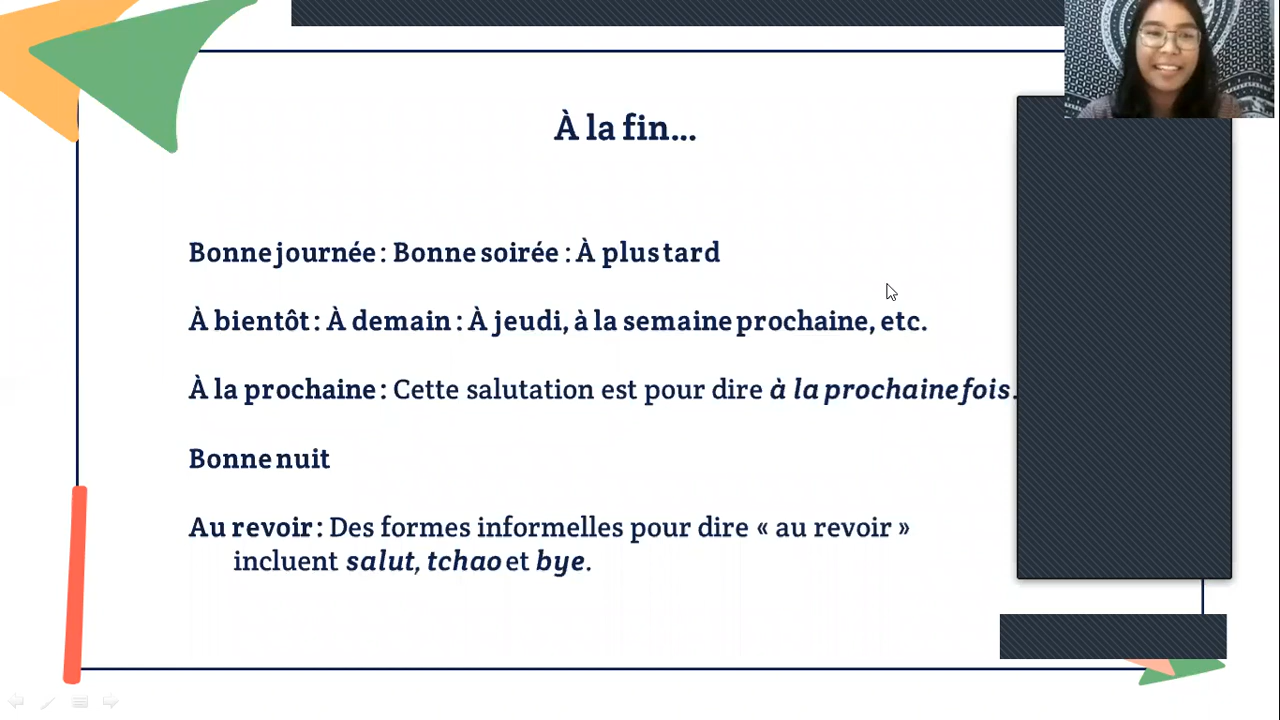 À la fin...
Bonne journée : Bonne soirée : À plus tard
À bientôt : À demain : À jeudi, à la semaine prochaine, etc.
À la prochaine : Cette salutation est pour dire à la prochaine fois.
Bonne nuit
Au revoir : Des formes informelles pour dire « au revoir »
incluent salut, tchao et bye.